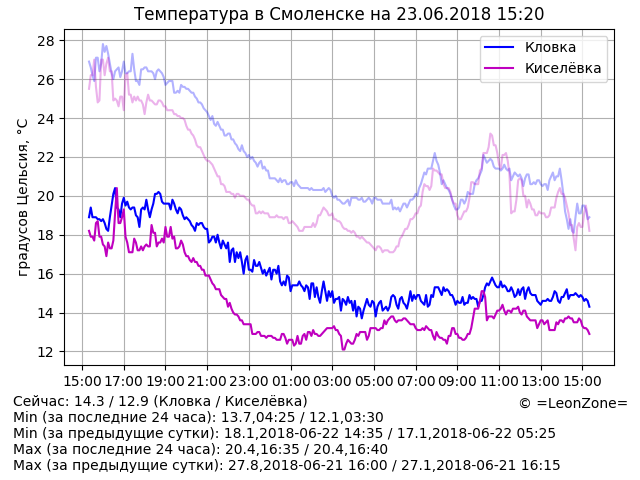 Температура в Смоленске на 23.06.2018 15:20
Кловка
Киселёвка
градусов Цельсия, °C
28
26
24
22
20
18
16
14
12
15:00 17:00 19:00 21:00 23:00 01:00 03:00 05:00 07:00 09:00 11:00 13:00 15:00
Сейчас: 14.3 / 12.9 (Кловка / Киселёвка)
© =LeonZone=
Min (за последние 24 часа): 13.7,04:25 / 12.1,03:30
Min (за предыдущие сутки): 18.1,2018-06-22 14:35 / 17.1,2018-06-22 05:25
Max (за последние 24 часа): 20.4,16:35 / 20.4,16:40
Max (за предыдущие сутки): 27.8,2018-06-21 16:00 / 27.1,2018-06-21 16:15